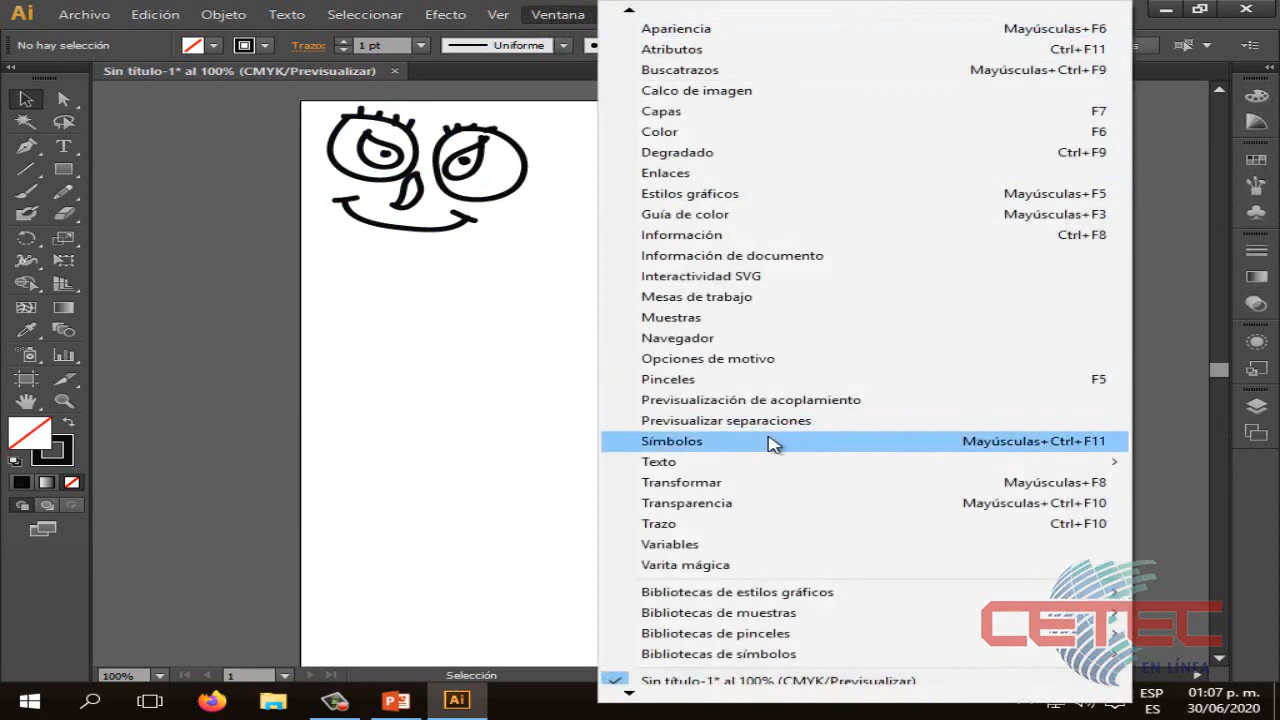 Ai Archivo Edición Objeto Texto Seleccionar Efecto Ver Ventana
No hay selección Trazo: 1 pt Uniforme
Sin título-1* al 100% (CMYK/Previsualizar) ×
Apariencia Mayúsculas+F6
Atributos Ctrl+F11
Buscatrazos Mayúsculas+Ctrl+F9
Calco de imagen
Capas F7
Color F6
Degradado Ctrl+F9
Enlaces
Estilos gráficos Mayúsculas+F5
Guía de color Mayúsculas+F3
Información Ctrl+F8
Información de documento
Interactividad SVG
Mesas de trabajo
Muestras
Navegador
Opciones de motivo
Pinceles F5
Previsualización de acoplamiento
Previsualizar separaciones
Símbolos Mayúsculas+Ctrl+F11
Texto
Transformar Mayúsculas+F8
Transparencia Mayúsculas+Ctrl+F10
Trazo Ctrl+F10
Variables
Varita mágica
Bibliotecas de estilos gráficos
Bibliotecas de muestras
Bibliotecas de pinceles
Bibliotecas de símbolos
Sin título-1* al 100% (CMYK/Previsualizar)
CETEC
EN LÍNEA
100% 1 Selección
Ai
ESP 01:07 p. m.
ES 30/06/2020